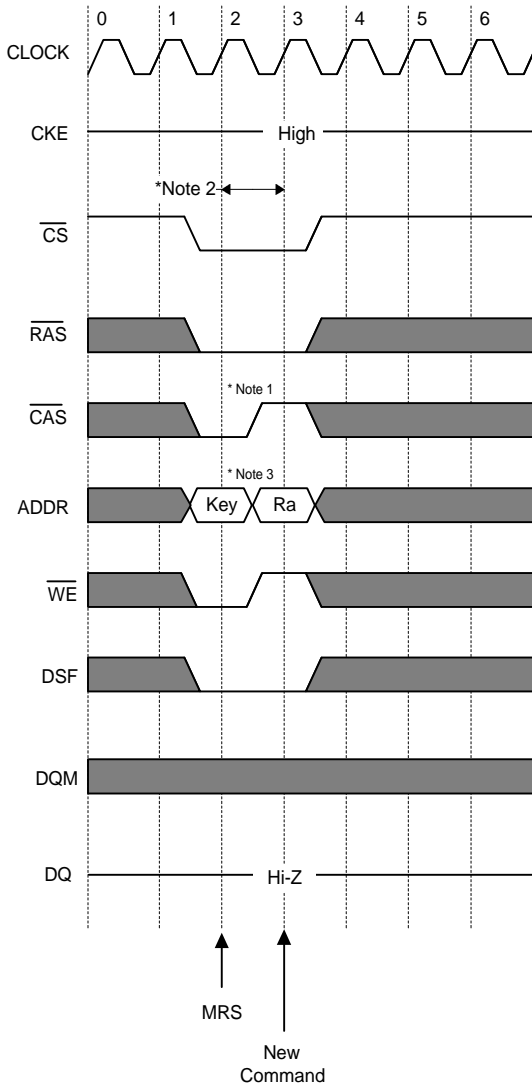 0 1 2 3 4 5 6
CLOCK
CKE High
*Note 2
CS
RAS
* Note 1
CAS
* Note 3
ADDR Key Ra
WE
DSF
DQM
DQ Hi-Z
MRS
New
Command